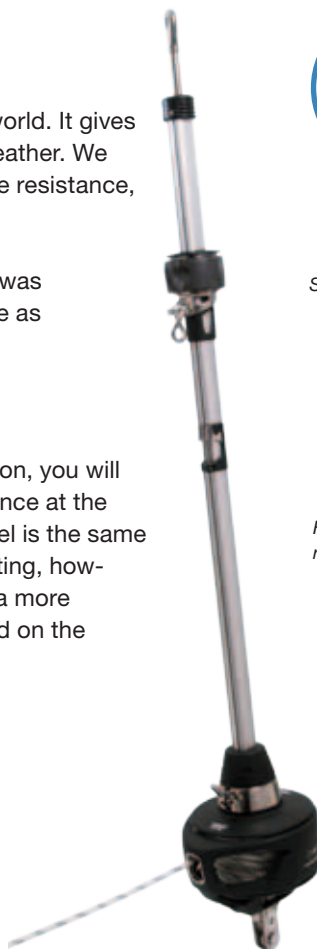 world. It gives
eather. We
e resistance,
was
e as
on, you will
nce at the
el is the same
ting, how-
a more
d on the
S